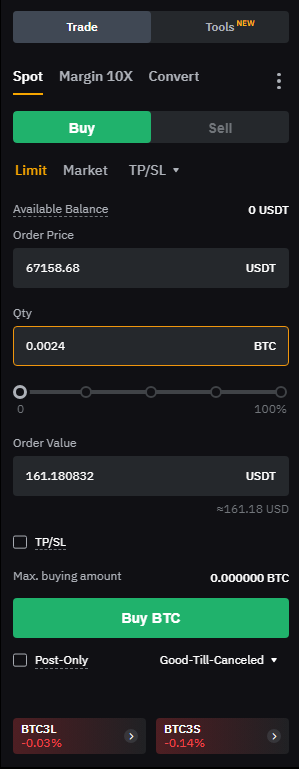 Trade Tools NEW
Spot Margin 10X Convert
Buy Sell
Limit Market TP/SL
Available Balance 0 USDT
Order Price
67158.68 USDT
Qty
0.0024 BTC
0 100%
Order Value
161.180832 USDT
≈161.18 USD
TP/SL
Max. buying amount 0.000000 BTC
Buy BTC
Post-Only Good-Till-Canceled
BTC3L BTC3S
-0.03% -0.14%